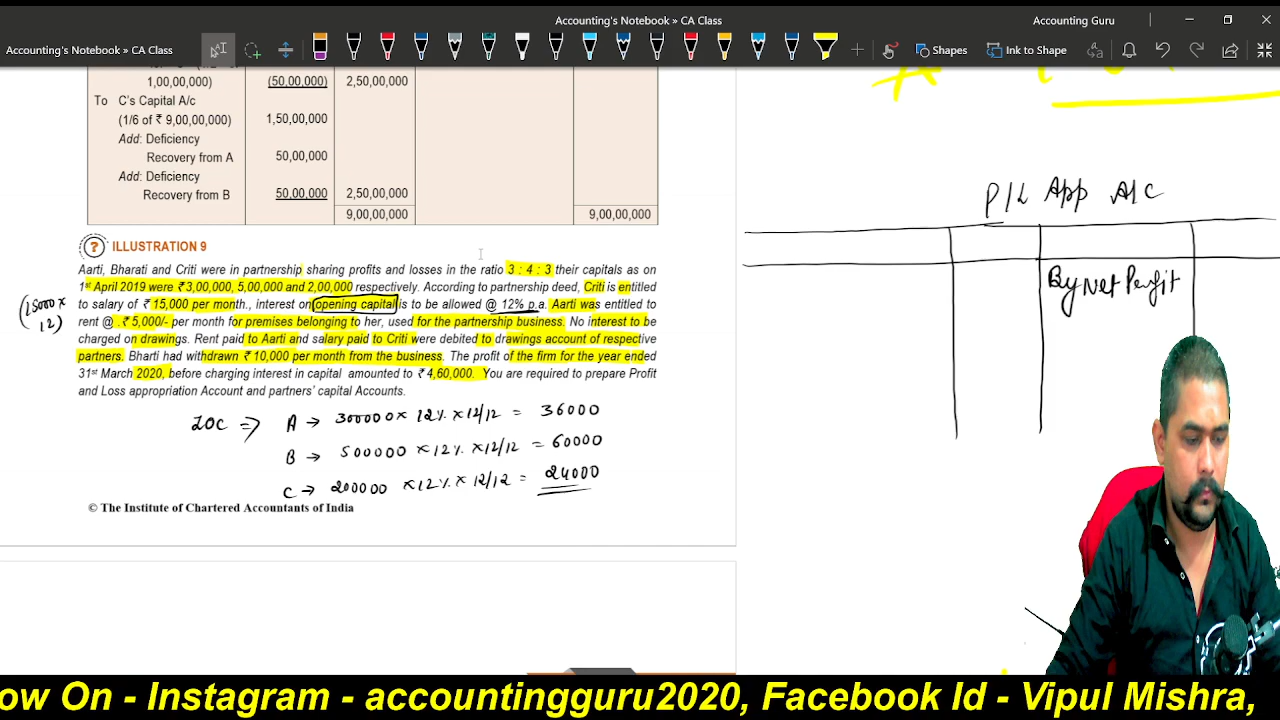 Accounting's Notebook » CA Class
Accounting Guru
Accounting's Notebook » CA Class
Shapes
Ink to Shape
1,00,00,000) (50,00,000) 2,50,00,000
To C's Capital A/c
(1/6 of ₹ 9,00,00,000) 1,50,00,000
Add: Deficiency
Recovery from A 50,00,000
Add: Deficiency
Recovery from B 50,00,000 2,50,00,000
9,00,00,000 9,00,00,000
? ILLUSTRATION 9
Aarti, Bharati and Criti were in partnership sharing profits and losses in the ratio 3 : 4 : 3 their capitals as on
1st April 2019 were ₹ 3,00,000, 5,00,000 and 2,00,000 respectively. According to partnership deed, Criti is entitled
to salary of ₹ 15,000 per month., interest on opening capital is to be allowed @ 12% p.a. Aarti was entitled to
rent @ .₹ 5,000/- per month for premises belonging to her, used for the partnership business. No interest to be
charged on drawings. Rent paid to Aarti and salary paid to Criti were debited to drawings account of respective
partners. Bharti had withdrawn ₹ 10,000 per month from the business. The profit of the firm for the year ended
31st March 2020, before charging interest in capital amounted to ₹ 4,60,000. You are required to prepare Profit
and Loss appropriation Account and partners' capital Accounts.
(15000 ×
12)
IOC ⇒ A → 300000 × 12% × 12/12 = 36000
B → 500000 × 12% × 12/12 = 60000
C → 200000 × 12% × 12/12 = 24000
© The Institute of Chartered Accountants of India
P/L App A/C
By Net Profit
ow On - Instagram - accountingguru2020, Facebook Id - Vipul Mishra,